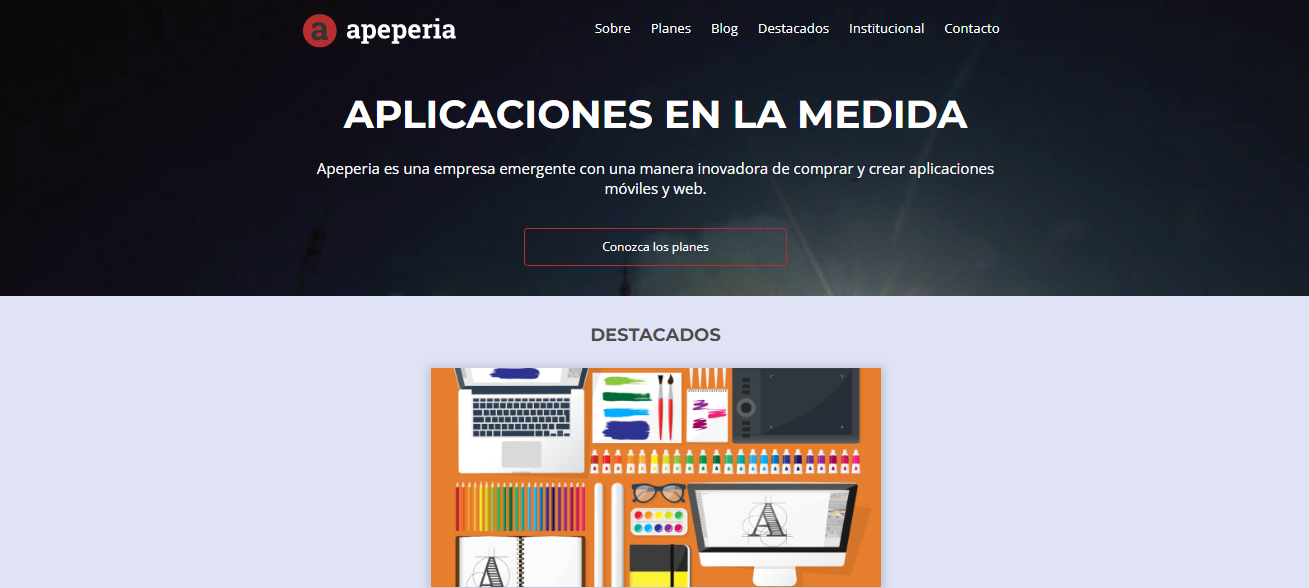 a apeperia
Sobre Planes Blog Destacados Institucional Contacto
APLICACIONES EN LA MEDIDA
Apeperia es una empresa emergente con una manera inovadora de comprar y crear aplicaciones
móviles y web.
Conozca los planes
DESTACADOS
A
A